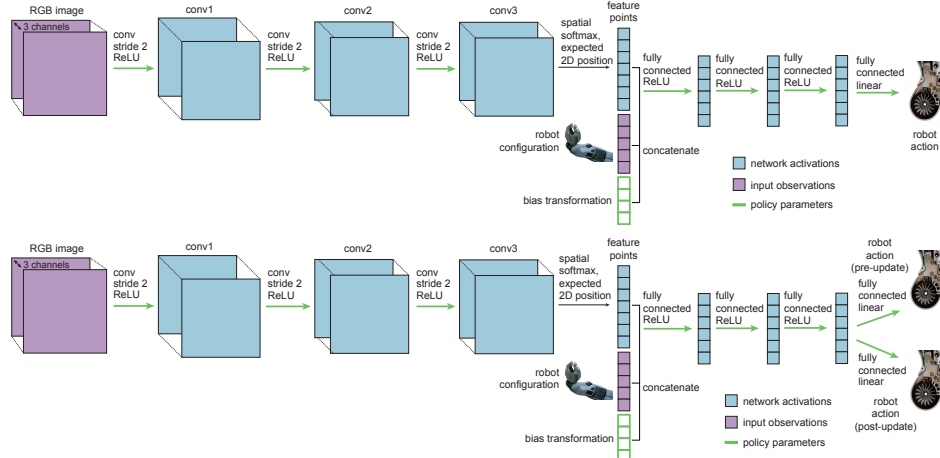 RGB image
3 channels
conv
stride 2
ReLU
conv1
conv
stride 2
ReLU
conv2
conv
stride 2
ReLU
conv3
spatial
softmax,
expected
2D position
feature
points
fully
connected
ReLU
fully
connected
ReLU
fully
connected
ReLU
fully
connected
linear
robot
action
robot
configuration
concatenate
bias transformation
network activations
input observations
policy parameters
RGB image
3 channels
conv
stride 2
ReLU
conv1
conv
stride 2
ReLU
conv2
conv
stride 2
ReLU
conv3
spatial
softmax,
expected
2D position
feature
points
fully
connected
ReLU
fully
connected
ReLU
fully
connected
ReLU
robot
action
(pre-update)
fully
connected
linear
fully
connected
linear
robot
action
(post-update)
robot
configuration
concatenate
bias transformation
network activations
input observations
policy parameters